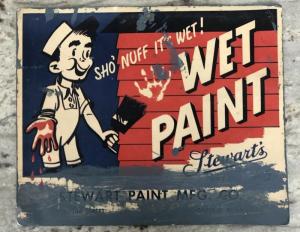 SHO' NUFF IT'S WET!
WET
PAINT
Stewart's
STEWART PAINT MFG. CO.